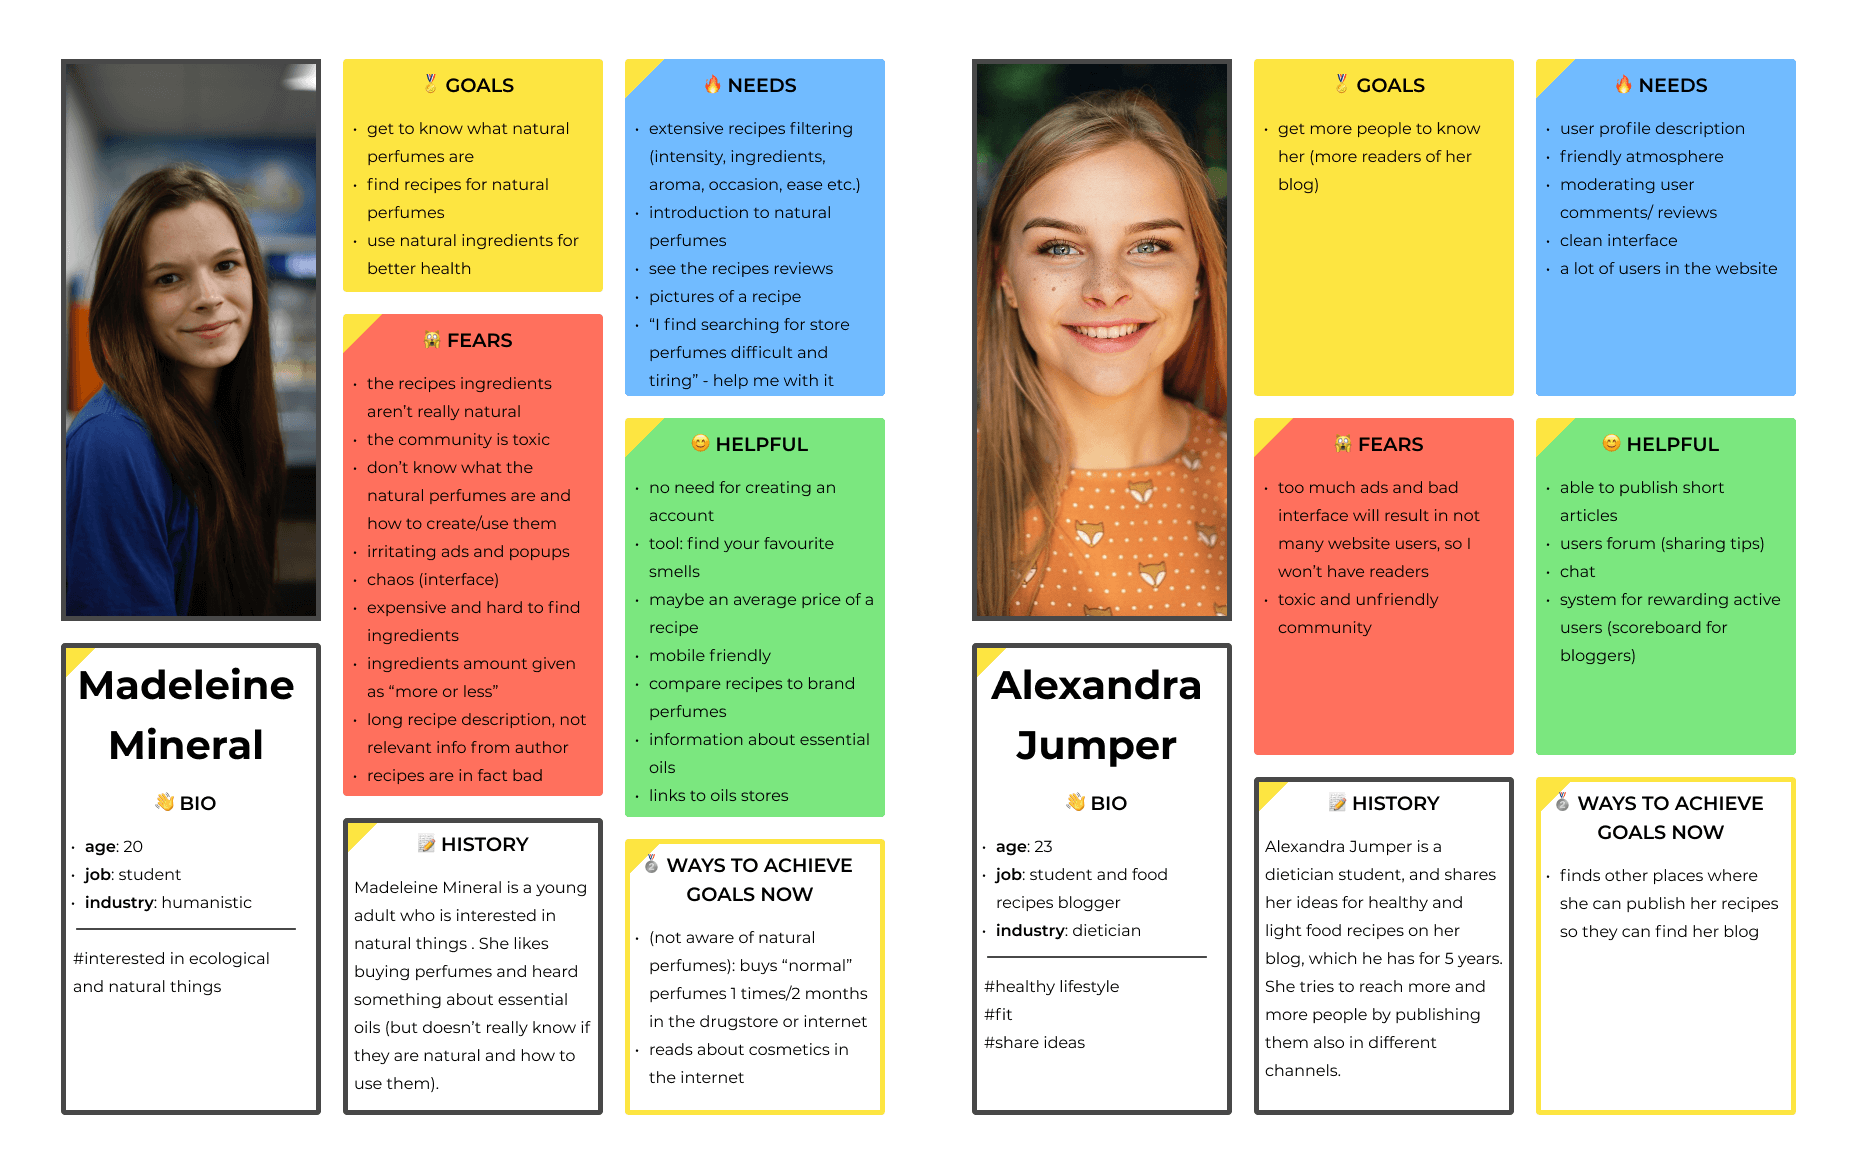 GOALS
• get to know what natural
perfumes are
• find recipes for natural
perfumes
• use natural ingredients for
better health
FEARS
• the recipes ingredients
aren’t really natural
• the community is toxic
• don’t know what the
natural perfumes are and
how to create/use them
• irritating ads and popups
• chaos (interface)
• expensive and hard to find
ingredients
• ingredients amount given
as “more or less”
• long recipe description, not
relevant info from author
• recipes are in fact bad
NEEDS
• extensive recipes filtering
(intensity, ingredients,
aroma, occasion, ease etc.)
• introduction to natural
perfumes
• see the recipes reviews
• pictures of a recipe
• “I find searching for store
perfumes difficult and
tiring” - help me with it
HELPFUL
• no need for creating an
account
• tool: find your favourite
smells
• maybe an average price of a
recipe
• mobile friendly
• compare recipes to brand
perfumes
• information about essential
oils
• links to oils stores
Madeleine
Mineral
BIO
• age: 20
• job: student
• industry: humanistic
#interested in ecological
and natural things
HISTORY
Madeleine Mineral is a young
adult who is interested in
natural things . She likes
buying perfumes and heard
something about essential
oils (but doesn’t really know if
they are natural and how to
use them).
WAYS TO ACHIEVE
GOALS NOW
• (not aware of natural
perfumes): buys “normal”
perfumes 1 times/2 months
in the drugstore or internet
• reads about cosmetics in
the internet
GOALS
• get more people to know
her (more readers of her
blog)
NEEDS
• user profile description
• friendly atmosphere
• moderating user
comments/ reviews
• clean interface
• a lot of users in the website
FEARS
• too much ads and bad
interface will result in not
many website users, so I
won’t have readers
• toxic and unfriendly
community
HELPFUL
• able to publish short
articles
• users forum (sharing tips)
• chat
• system for rewarding active
users (scoreboard for
bloggers)
Alexandra
Jumper
BIO
• age: 23
• job: student and food
recipes blogger
• industry: dietician
#healthy lifestyle
#fit
#share ideas
HISTORY
Alexandra Jumper is a
dietician student, and shares
her ideas for healthy and
light food recipes on her
blog, which he has for 5 years.
She tries to reach more and
more people by publishing
them also in different
channels.
WAYS TO ACHIEVE
GOALS NOW
• finds other places where
she can publish her recipes
so they can find her blog